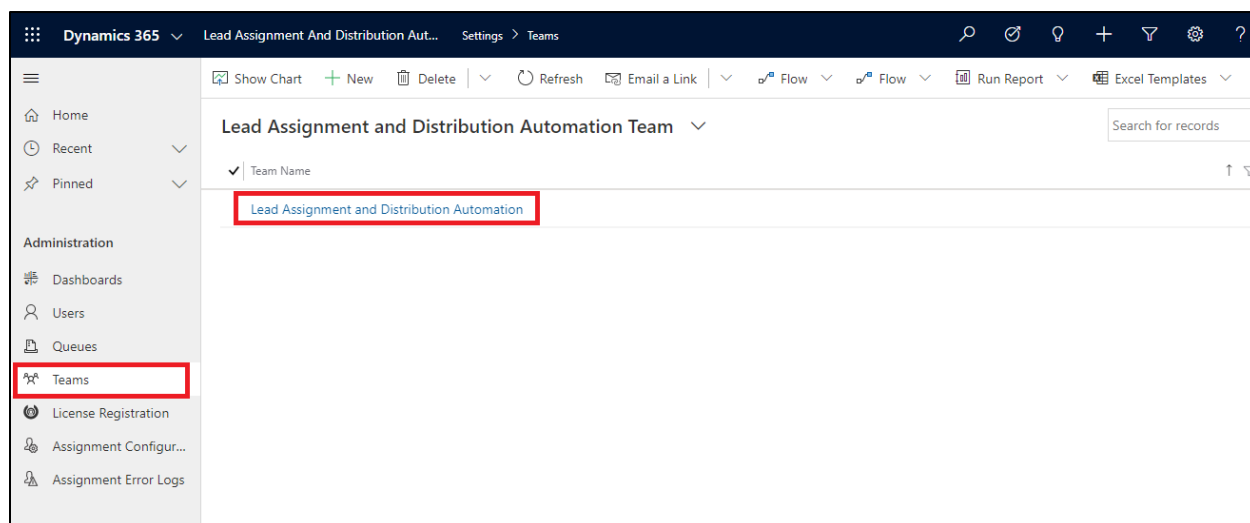 Dynamics 365 Lead Assignment And Distribution Aut... Settings > Teams ?
Show Chart New Delete Refresh Email a Link Flow Flow Run Report Excel Templates
Home
Recent
Pinned
Lead Assignment and Distribution Automation Team
Search for records
Team Name
Lead Assignment and Distribution Automation
Administration
Dashboards
Users
Queues
Teams
License Registration
Assignment Configur...
Assignment Error Logs